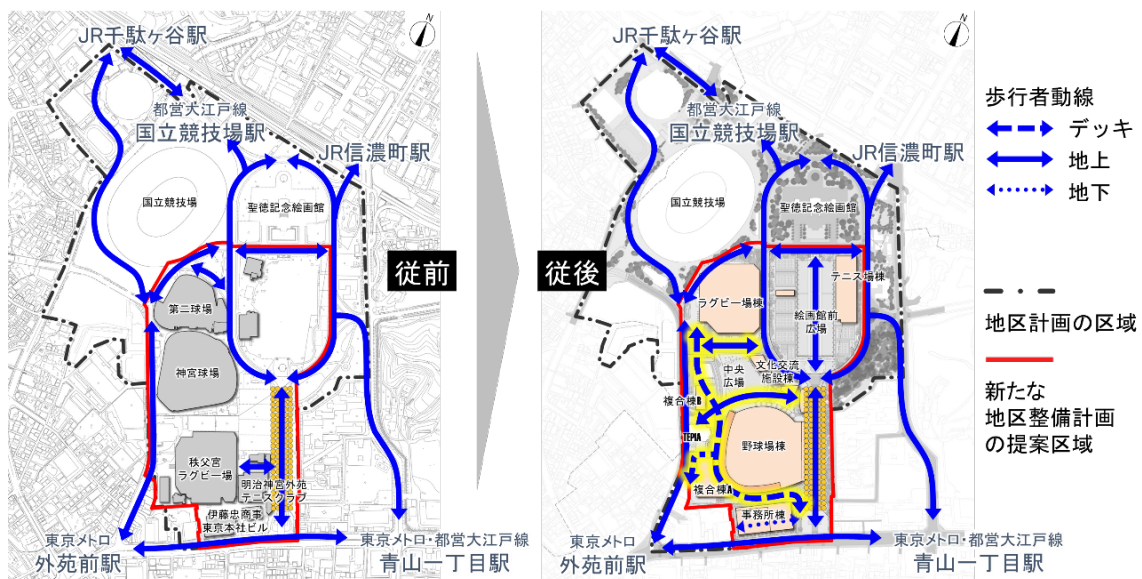 N
JR千駄ヶ谷駅
都営大江戸線
国立競技場駅
JR信濃町駅
国立競技場
聖徳記念絵画館
第二球場
神宮球場
秩父宮
ラグビー場
明治神宮外苑
テニスクラブ
伊藤忠商事
東京本社ビル
東京メトロ
外苑前駅
東京メトロ・都営大江戸線
青山一丁目駅
従前
従後
N
JR千駄ヶ谷駅
都営大江戸線
国立競技場駅
JR信濃町駅
国立競技場
聖徳記念絵画館
ラグビー場棟
テニス場棟
絵画館前
広場
中央
広場
文化交流
施設棟
複合棟B
TEPIA
野球場棟
複合棟A
事務所棟
東京メトロ
外苑前駅
東京メトロ・都営大江戸線
青山一丁目駅
歩行者動線
デッキ
地上
地下
地区計画の区域
新たな
地区整備計画
の提案区域